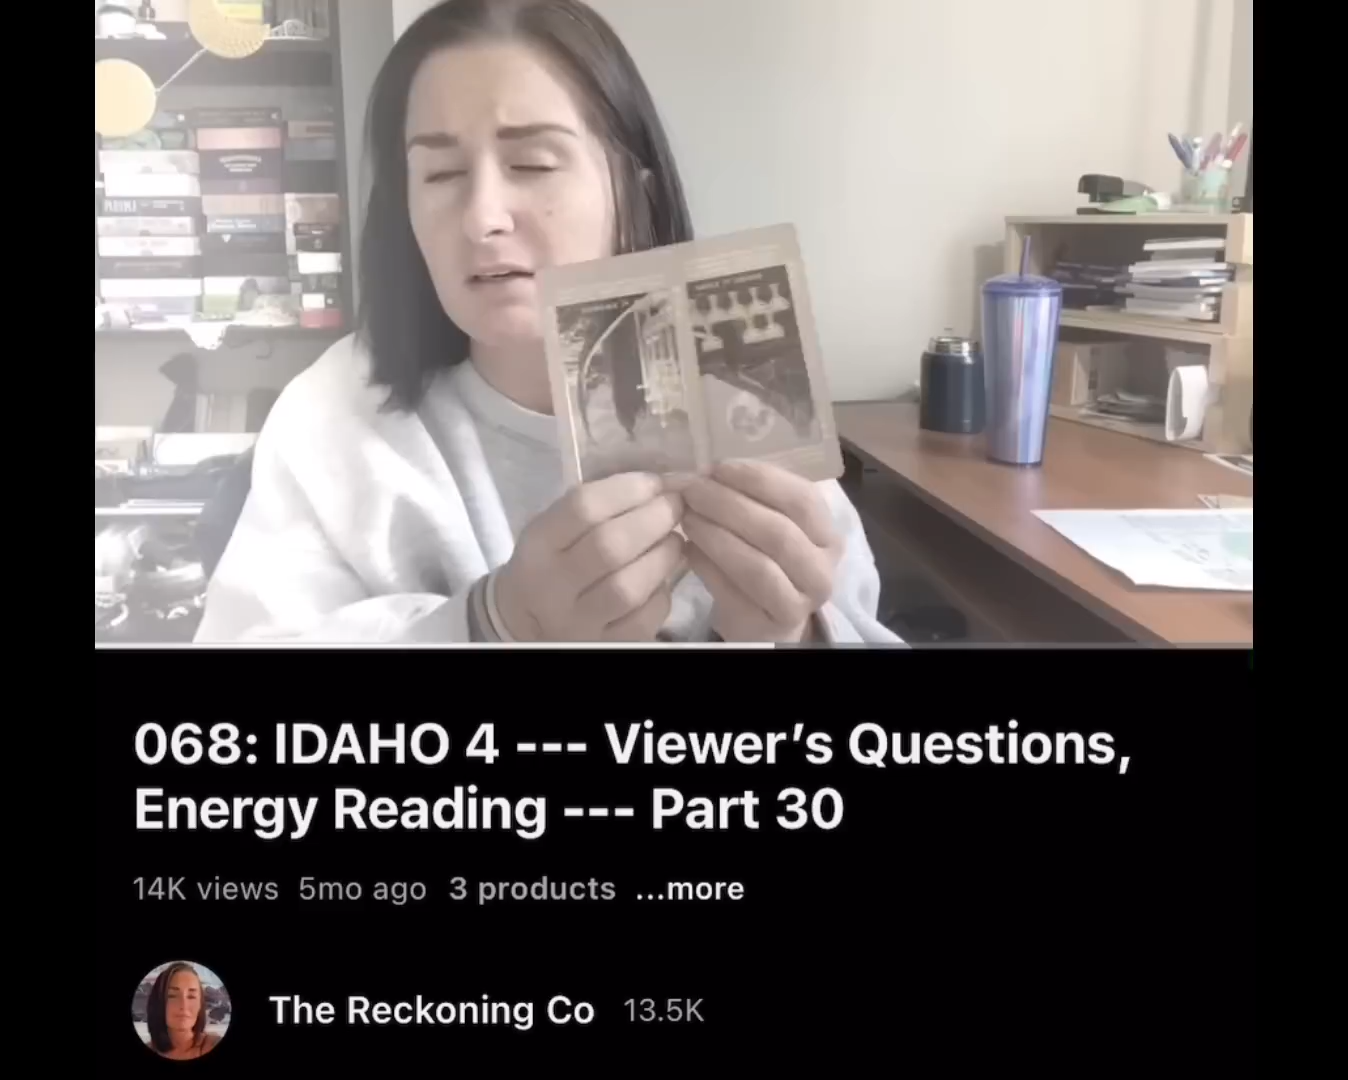 068: IDAHO 4 --- Viewer’s Questions,
Energy Reading --- Part 30
14K views 5mo ago 3 products ...more
The Reckoning Co 13.5K